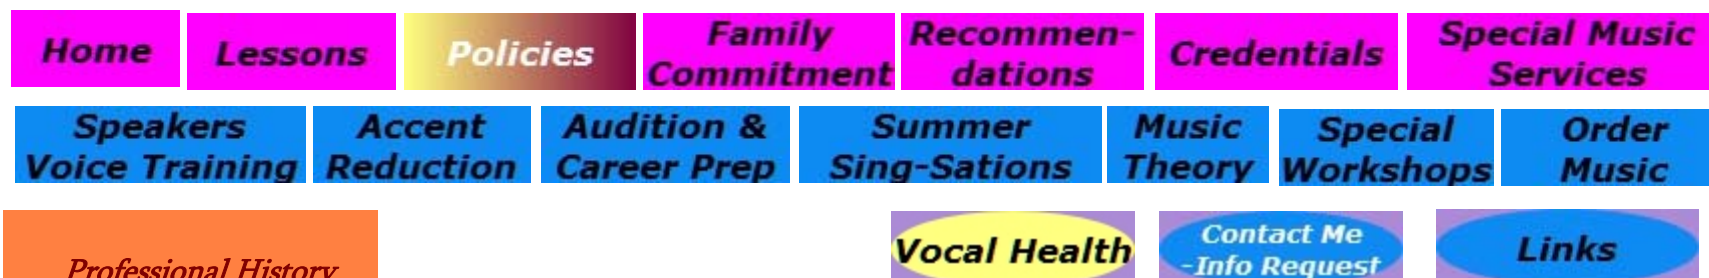 Home
Lessons
Policies
Family
Commitment
Recommen-
dations
Credentials
Special Music
Services
Speakers
Voice Training
Accent
Reduction
Audition &
Career Prep
Summer
Sing-Sations
Music
Theory
Special
Workshops
Order
Music
Professional History
Vocal Health
Contact Me
-Info Request
Links